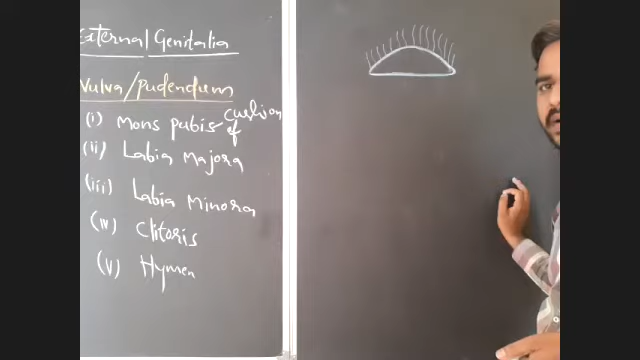 External Genitalia
Vulva/pudendum
(i) Mons pubis - cushion of
(ii) Labia Majora
(iii) Labia Minora
(iv) Clitoris
(v) Hymen